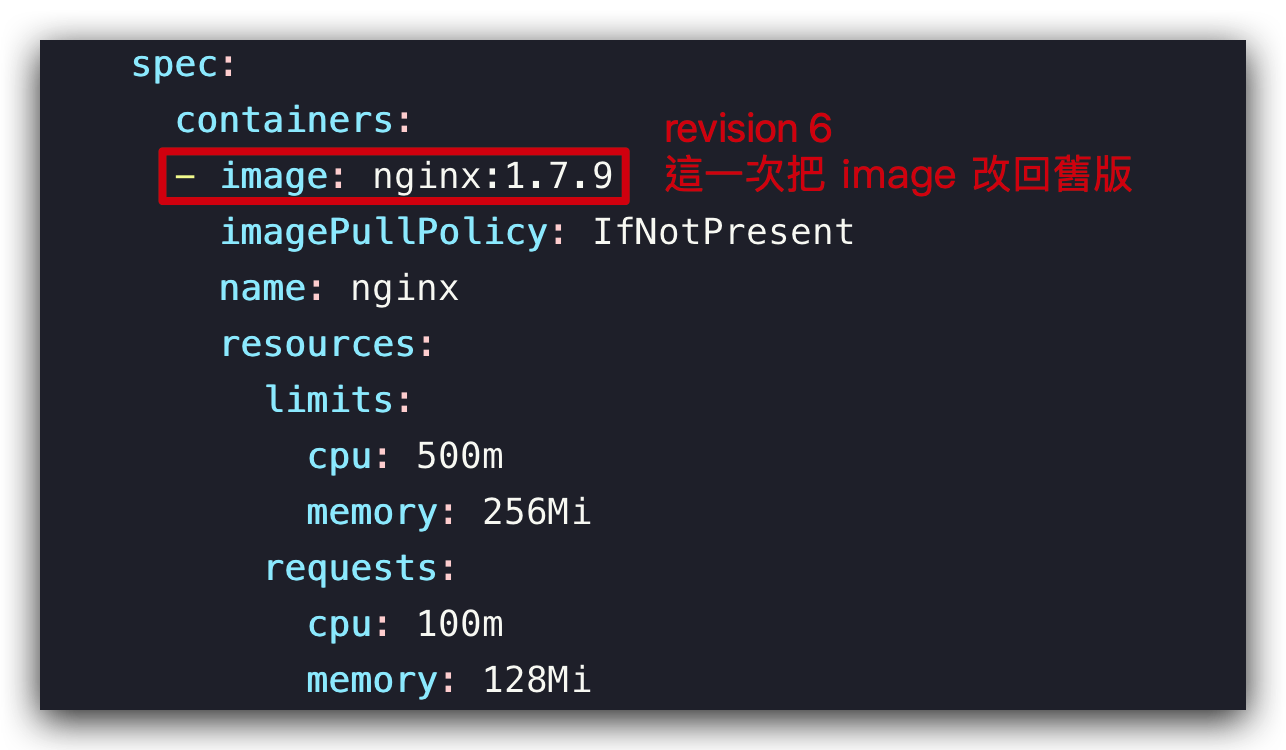 spec:
containers:
- image: nginx:1.7.9
revision 6
這一次把 image 改回舊版
imagePullPolicy: IfNotPresent
name: nginx
resources:
limits:
cpu: 500m
memory: 256Mi
requests:
cpu: 100m
memory: 128Mi